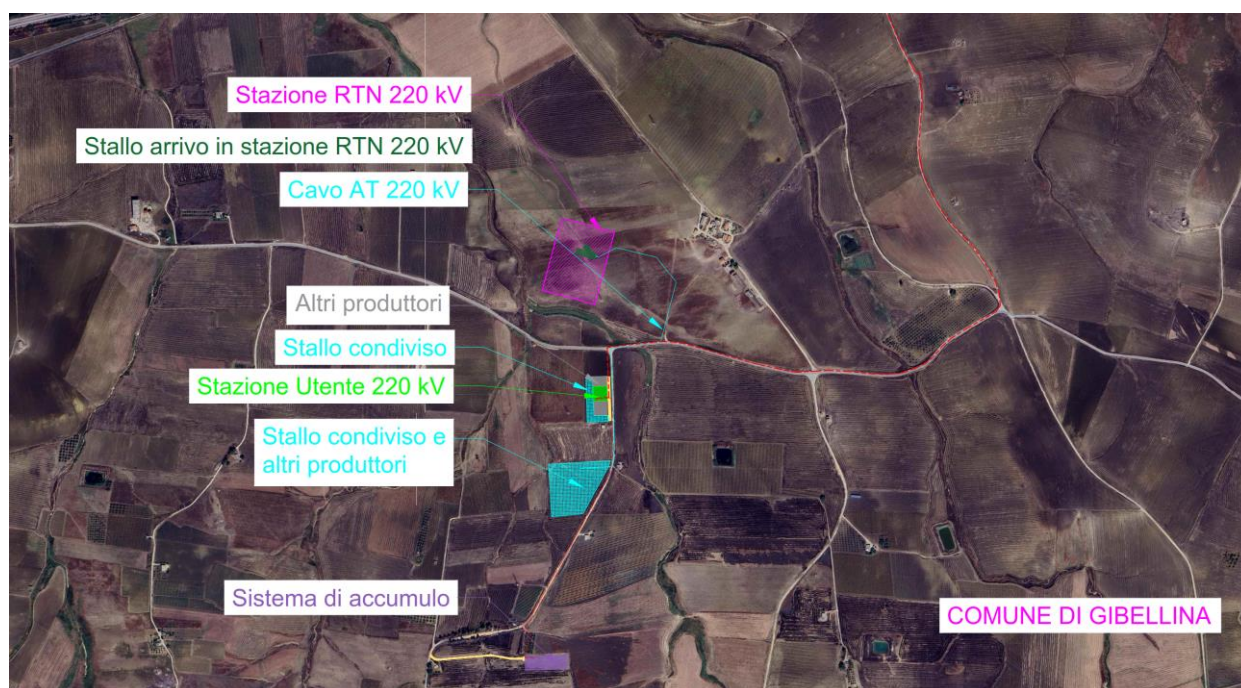 Stazione RTN 220 kV
Stallo arrivo in stazione RTN 220 kV
Cavo AT 220 kV
Altri produttori
Stallo condiviso
Stazione Utente 220 kV
Stallo condiviso e
altri produttori
Sistema di accumulo
COMUNE DI GIBELLINA